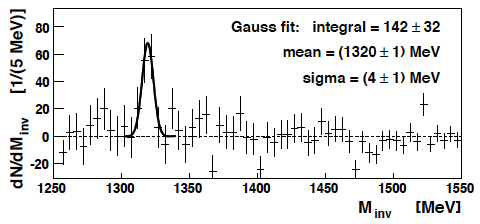 Gauss fit: integral = 142 ± 32
mean = (1320 ± 1) MeV
sigma = (4 ± 1) MeV
dN/dM_inv [1/(5 MeV)]
80
60
40
20
0
-20
1250 1300 1350 1400 1450 1500 1550
M_inv [MeV]